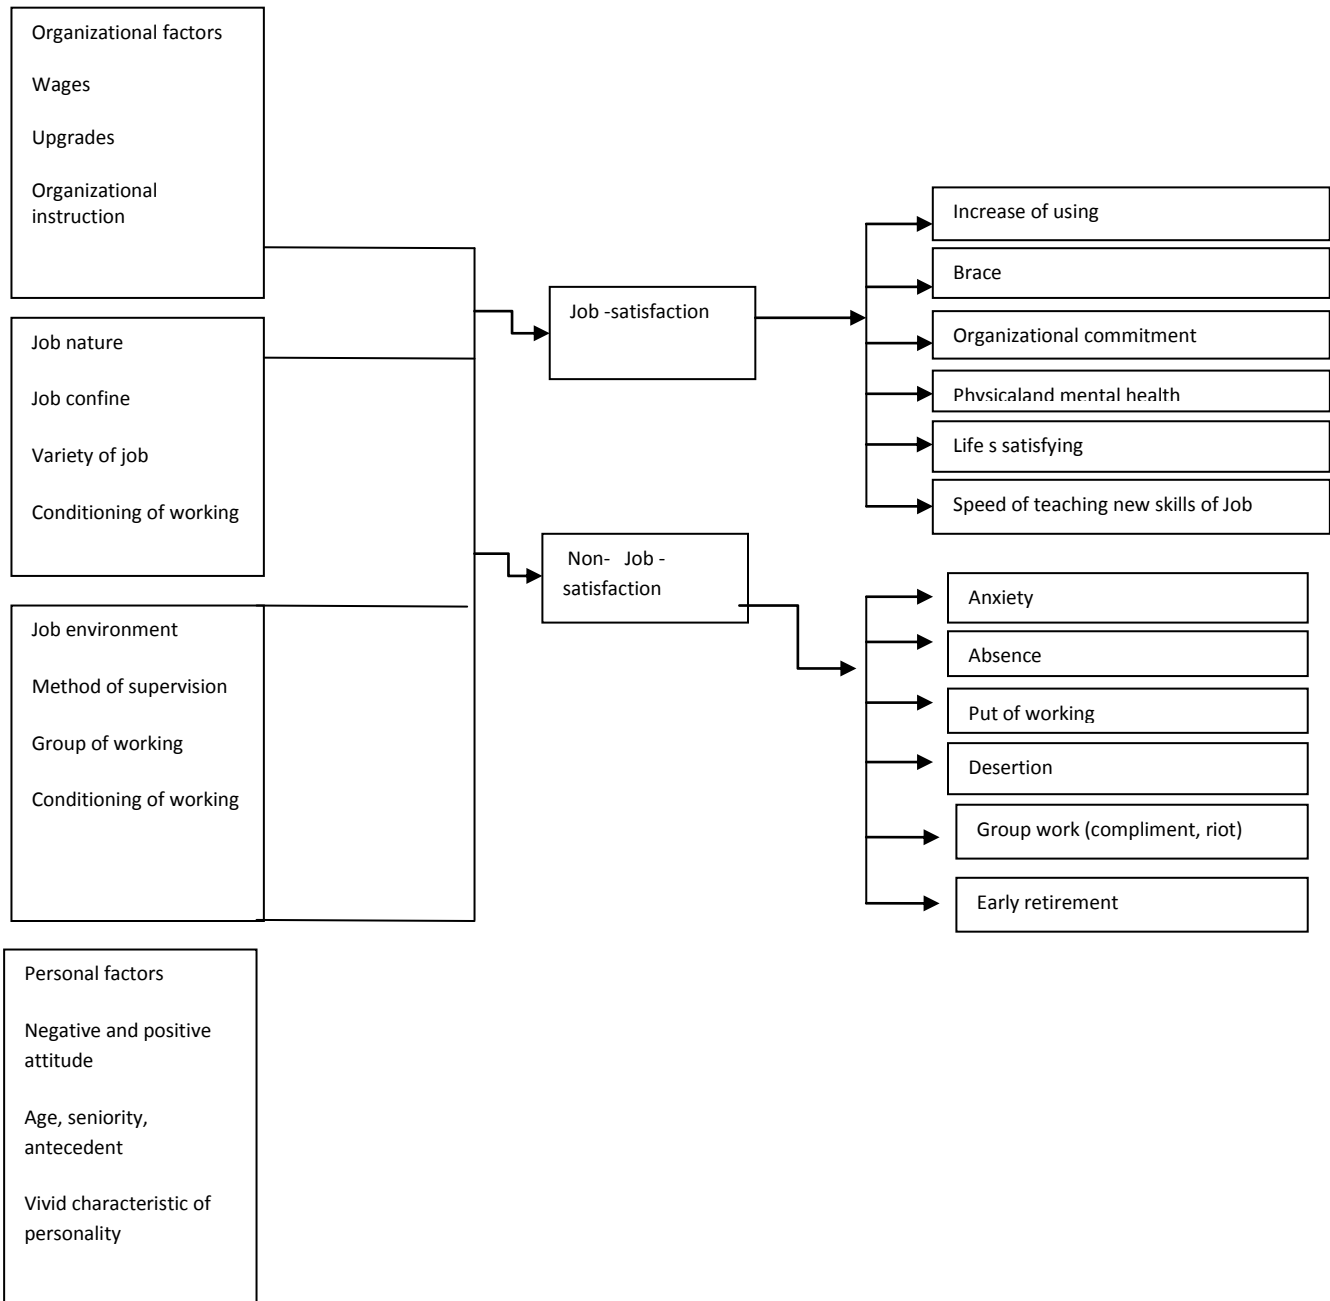 Organizational factors
Wages
Upgrades
Organizational
instruction
Job nature
Job confine
Variety of job
Conditioning of working
Job environment
Method of supervision
Group of working
Conditioning of working
Personal factors
Negative and positive
attitude
Age, seniority,
antecedent
Vivid characteristic of
personality
Job -satisfaction
Non- Job -
satisfaction
Increase of using
Brace
Organizational commitment
Physicaland mental health
Life s satisfying
Speed of teaching new skills of Job
Anxiety
Absence
Put of working
Desertion
Group work (compliment, riot)
Early retirement